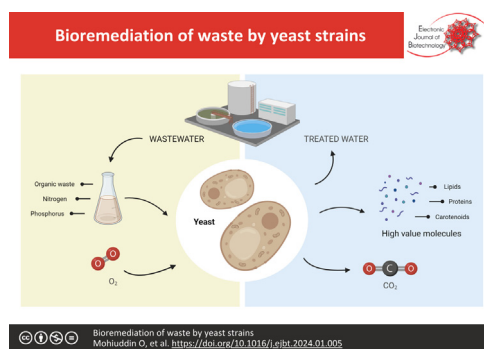 Bioremediation of waste by yeast strains
Electronic
Journal of
Biotechnology
WASTEWATER
TREATED WATER
Organic waste
Nitrogen
Phosphorus
Yeast
Lipids
Proteins
Carotenoids
High value molecules
O O
O₂
O C O
CO₂
Bioremediation of waste by yeast strains
Mohiuddin O, et al. https://doi.org/10.1016/j.ejbt.2024.01.005